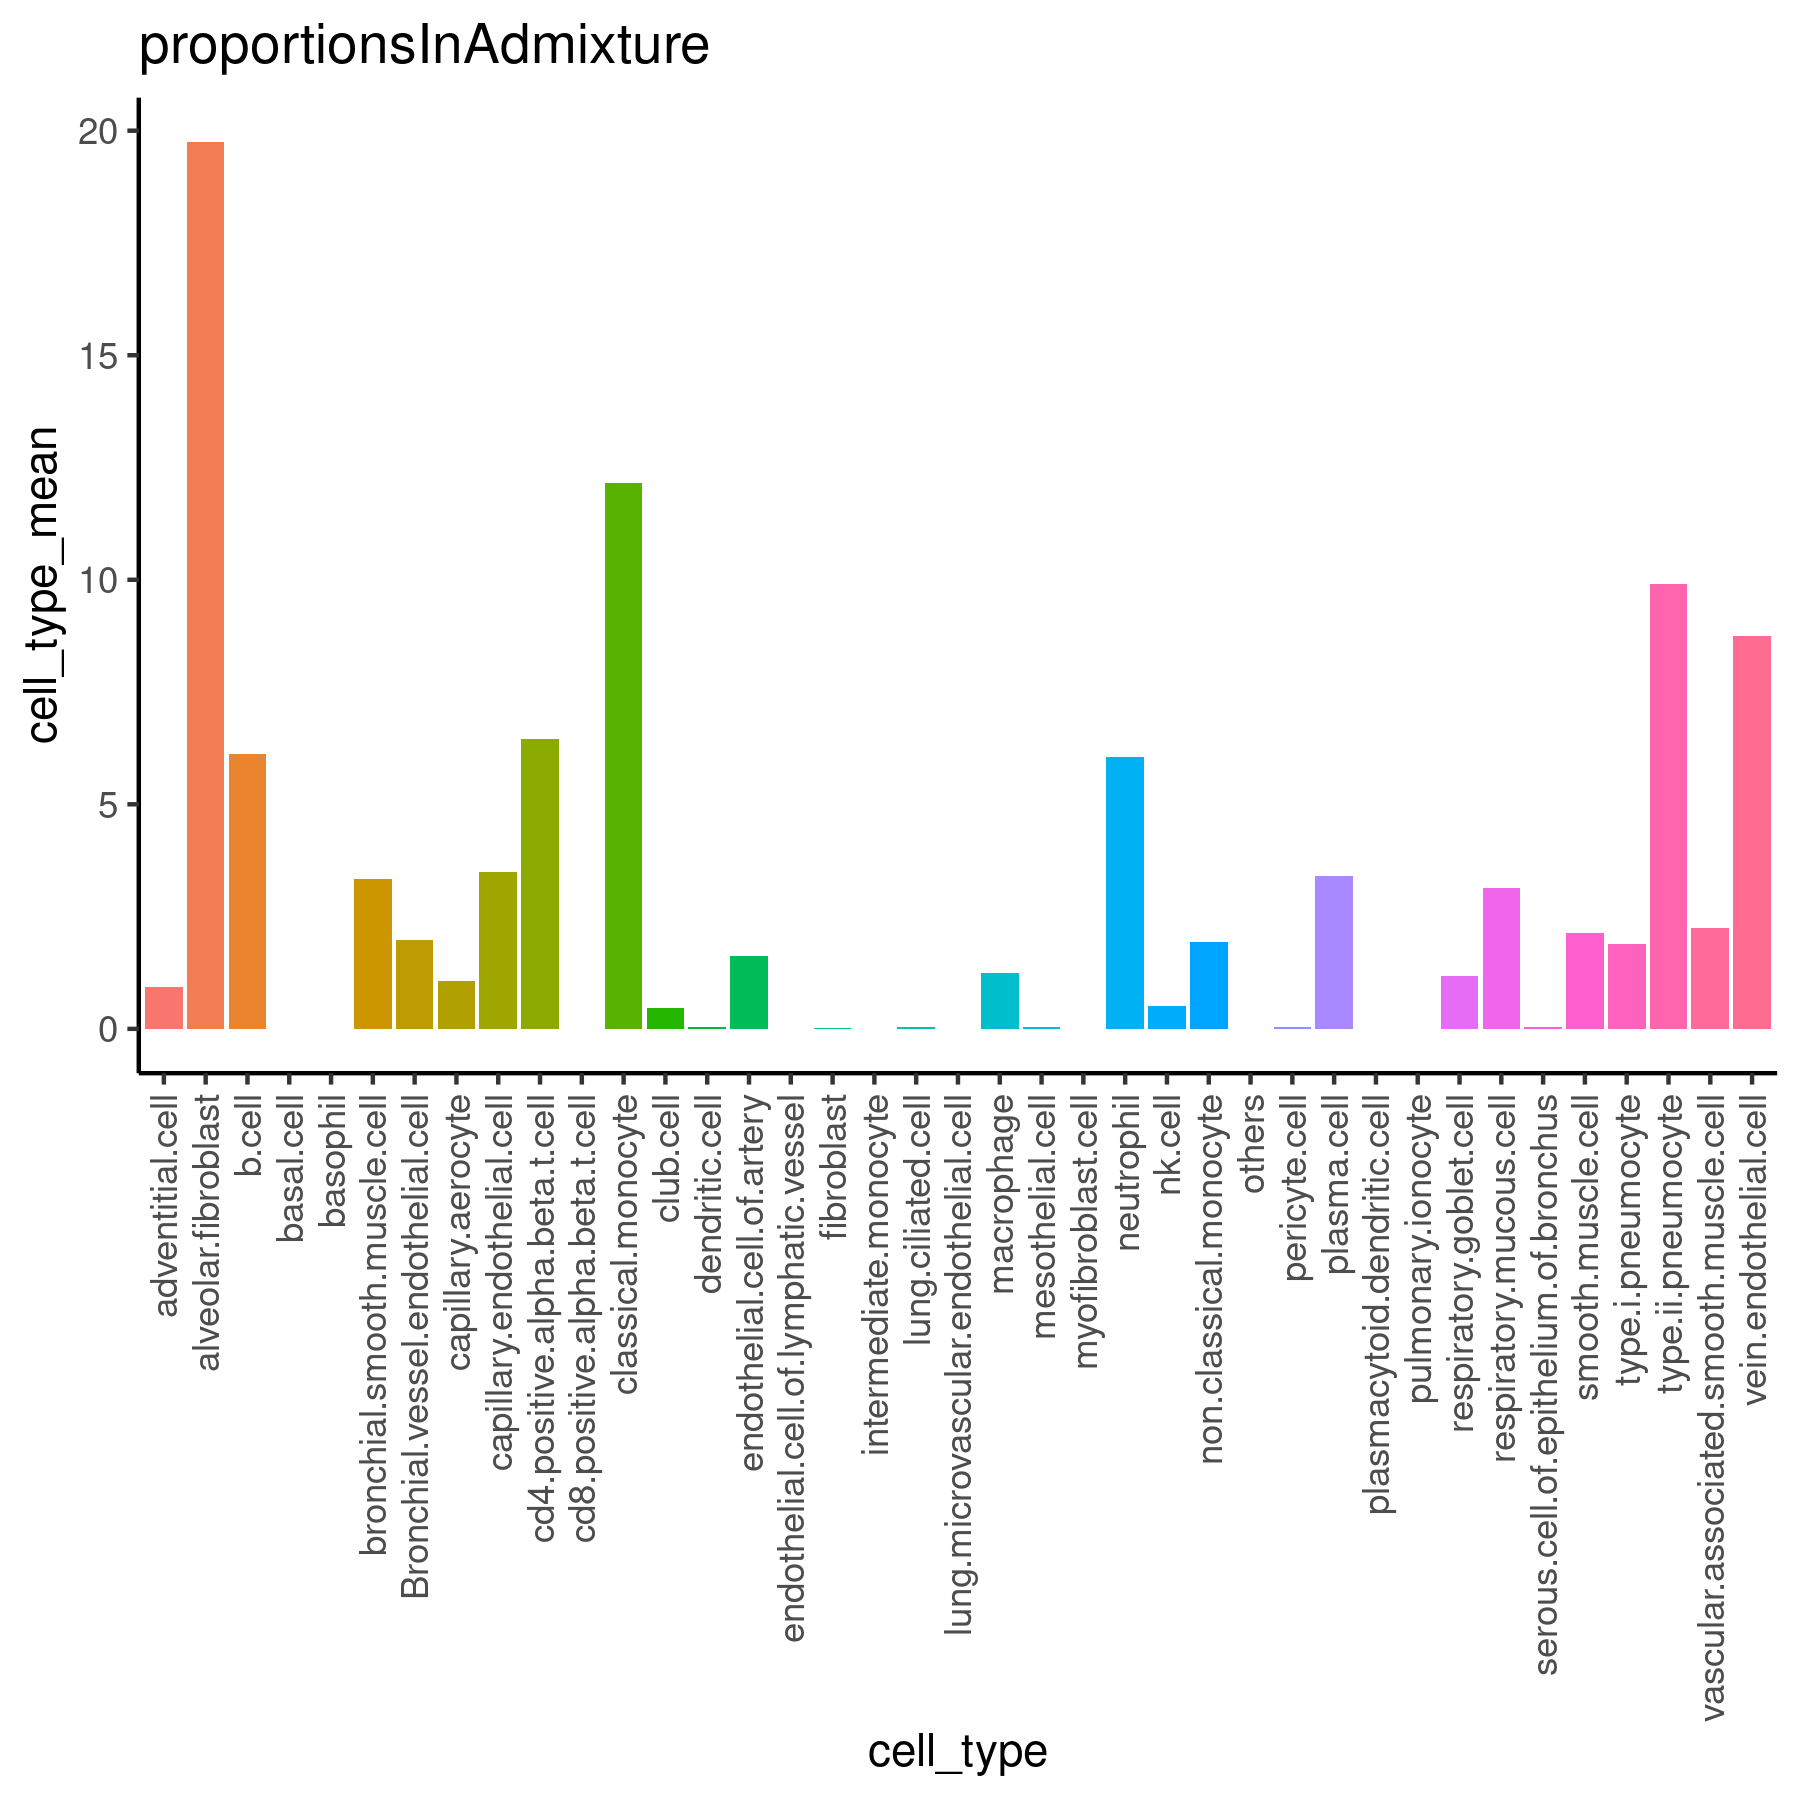 proportionsInAdmixture
cell_type_mean
20
15
10
5
0
adventitial.cell
alveolar.fibroblast
b.cell
basal.cell
basophil
bronchial.smooth.muscle.cell
Bronchial.vessel.endothelial.cell
capillary.aerocyte
capillary.endothelial.cell
cd4.positive.alpha.beta.t.cell
cd8.positive.alpha.beta.t.cell
classical.monocyte
club.cell
dendritic.cell
endothelial.cell.of.artery
endothelial.cell.of.lymphatic.vessel
fibroblast
intermediate.monocyte
lung.ciliated.cell
lung.microvascular.endothelial.cell
macrophage
mesothelial.cell
myofibroblast.cell
neutrophil
nk.cell
non.classical.monocyte
others
pericyte.cell
plasma.cell
plasmacytoid.dendritic.cell
pulmonary.ionocyte
respiratory.goblet.cell
respiratory.mucous.cell
serous.cell.of.epithelium.of.bronchus
smooth.muscle.cell
type.i.pneumocyte
type.ii.pneumocyte
vascular.associated.smooth.muscle.cell
vein.endothelial.cell
cell_type